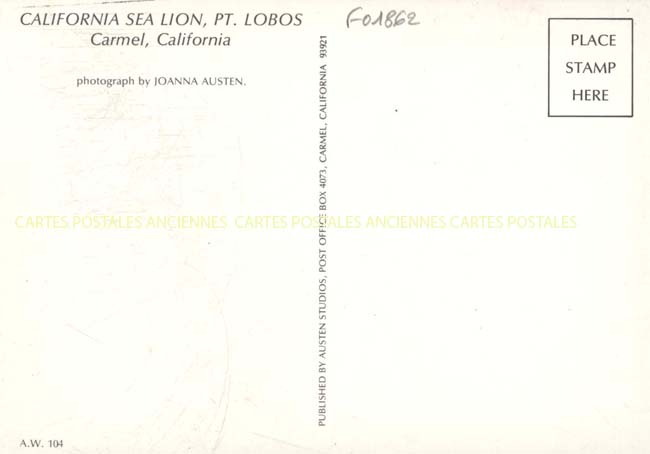 CALIFORNIA SEA LION, PT. LOBOS
Carmel, California
photograph by JOANNA AUSTEN.
F01862
PLACE
STAMP
HERE
PUBLISHED BY AUSTEN STUDIOS, POST OFFICE BOX 4073, CARMEL, CALIFORNIA 93921
CARTES POSTALES ANCIENNES CARTES POSTALES ANCIENNES CARTES POSTALES
A.W. 104